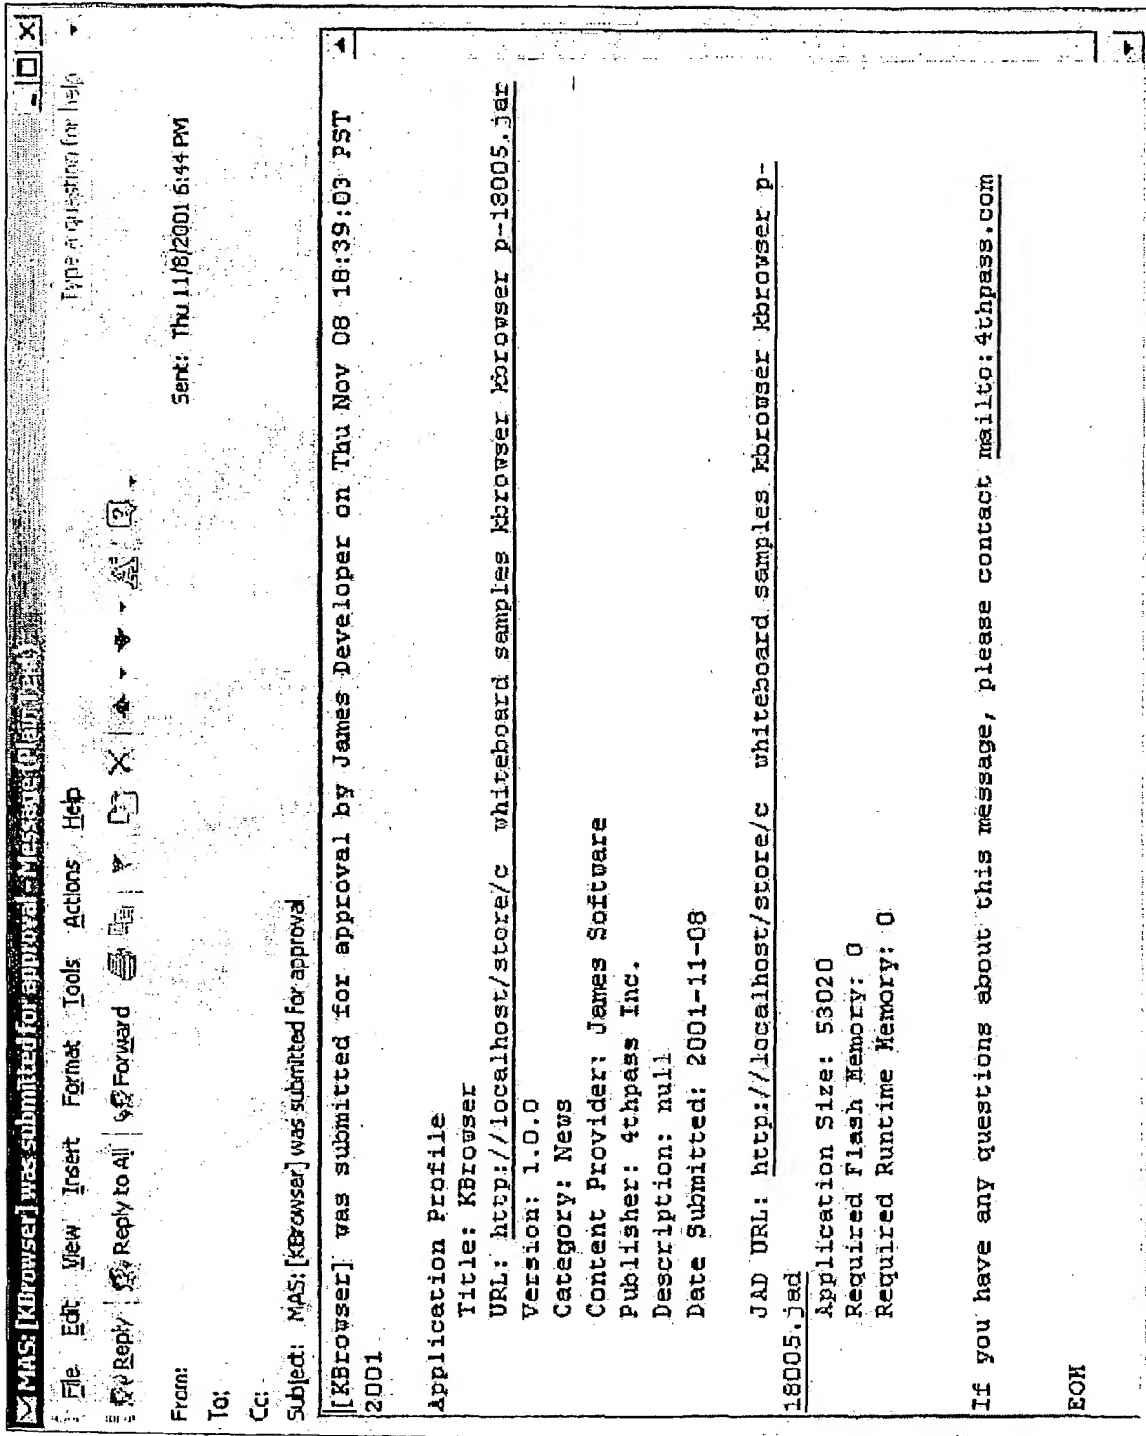 MAS: [KBrowser] was submitted for approval - Message (Plain Text)
File Edit View Insert Format Tools Actions Help Type a question for help
Reply Reply to All Forward
From: Sent: Thu 11/8/2001 6:44 PM
To:
Cc:
Subject: MAS: [KBrowser] was submitted for approval
[KBrowser] was submitted for approval by James Developer on Thu Nov 08 18:39:03 PST
2001
Application Profile
Title: KBrowser
URL: http://localhost/store/c whiteboard samples kbrowser kbrowser p-18005.jar
Version: 1.0.0
Category: News
Content Provider: James Software
Publisher: 4thpass Inc.
Description: null
Date Submitted: 2001-11-08
JAD URL: http://localhost/store/c whiteboard samples kbrowser kbrowser p-
18005.jad
Application Size: 53020
Required Flash Memory: 0
Required Runtime Memory: 0
If you have any questions about this message, please contact mailto:4thpass.com
EOM